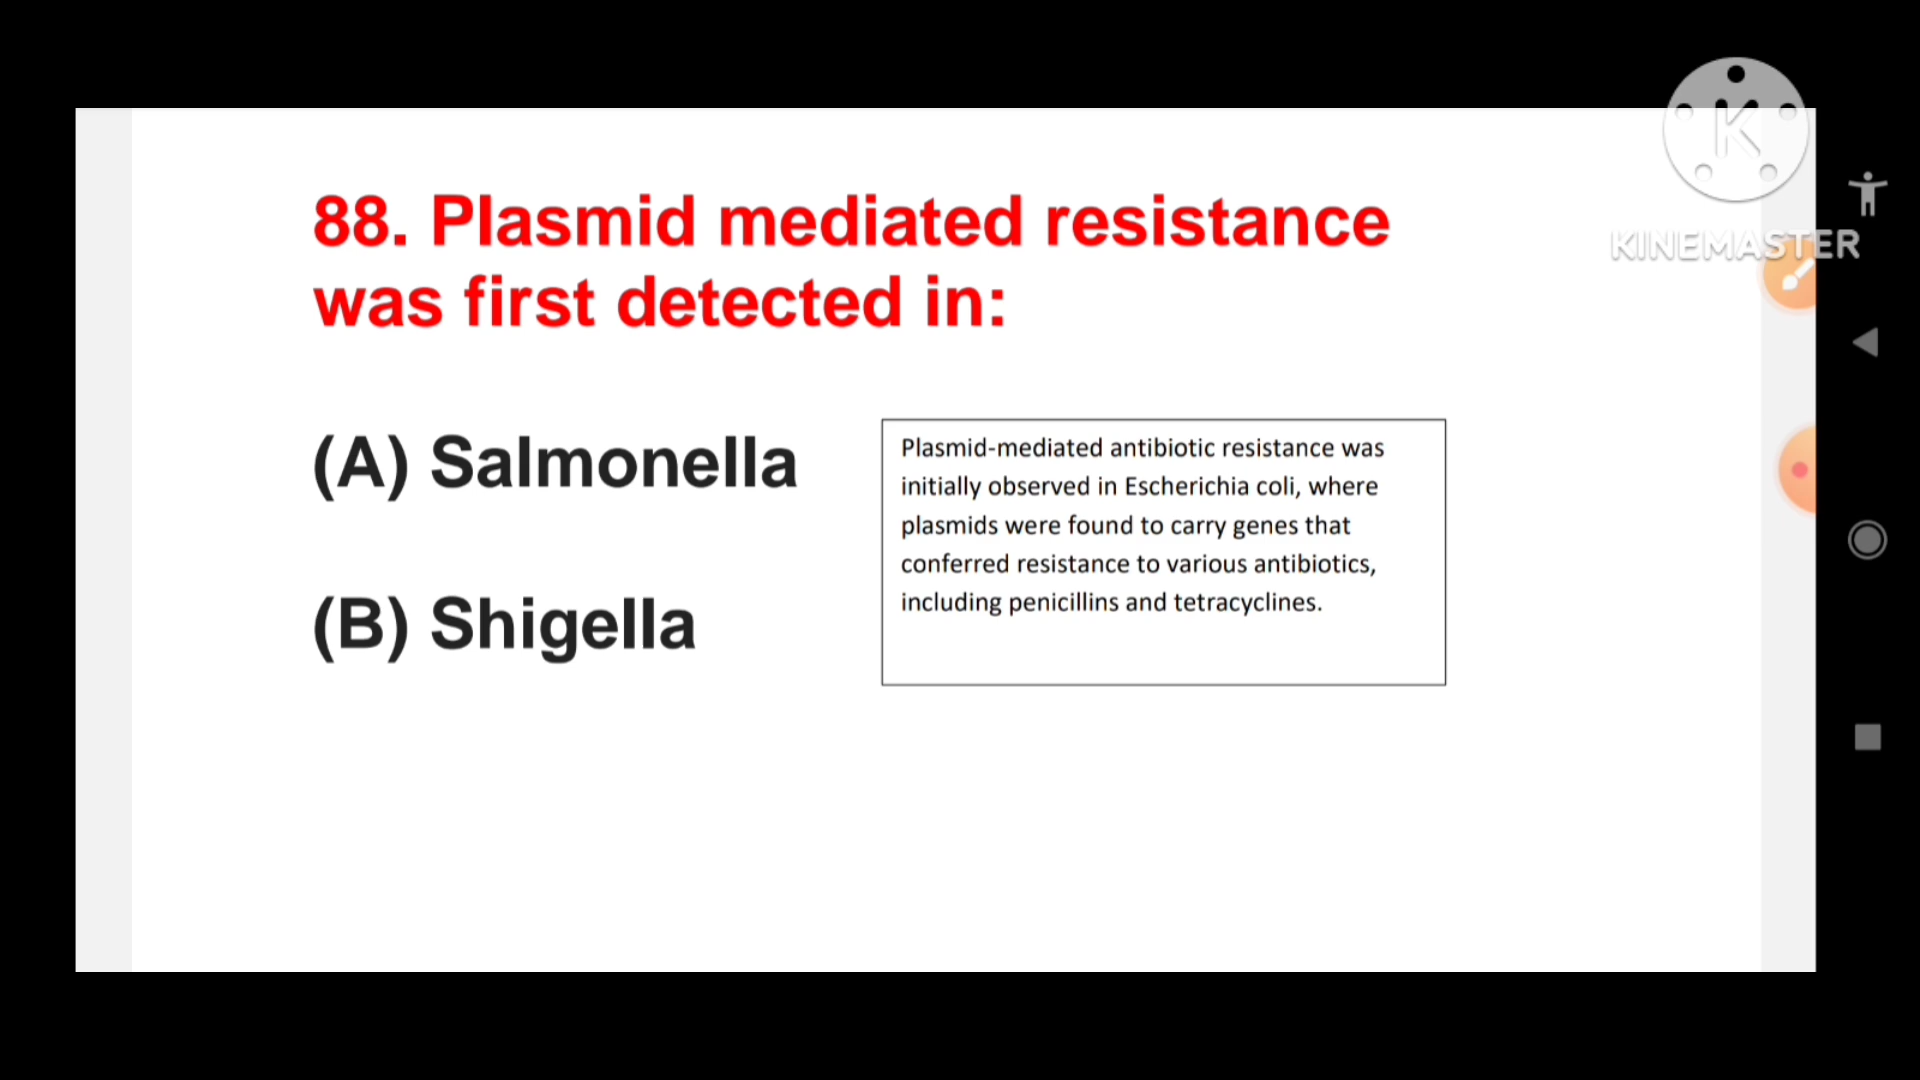 K
KINEMASTER
88. Plasmid mediated resistance
was first detected in:
(A) Salmonella
(B) Shigella
Plasmid-mediated antibiotic resistance was
initially observed in Escherichia coli, where
plasmids were found to carry genes that
conferred resistance to various antibiotics,
including penicillins and tetracyclines.